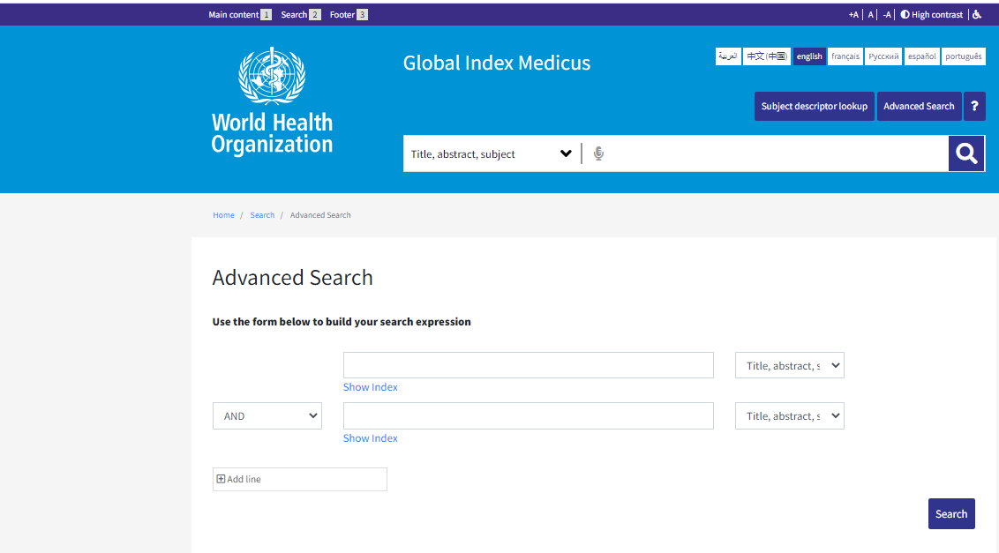 Main content 1 Search 2 Footer 3
+A A -A High contrast
World Health
Organization
Global Index Medicus
العربية 中文 (中国) english français Русский español português
Subject descriptor lookup Advanced Search ?
Title, abstract, subject
Home / Search / Advanced Search
Advanced Search
Use the form below to build your search expression
Title, abstract, s
Show Index
AND Title, abstract, s
Show Index
Add line
Search